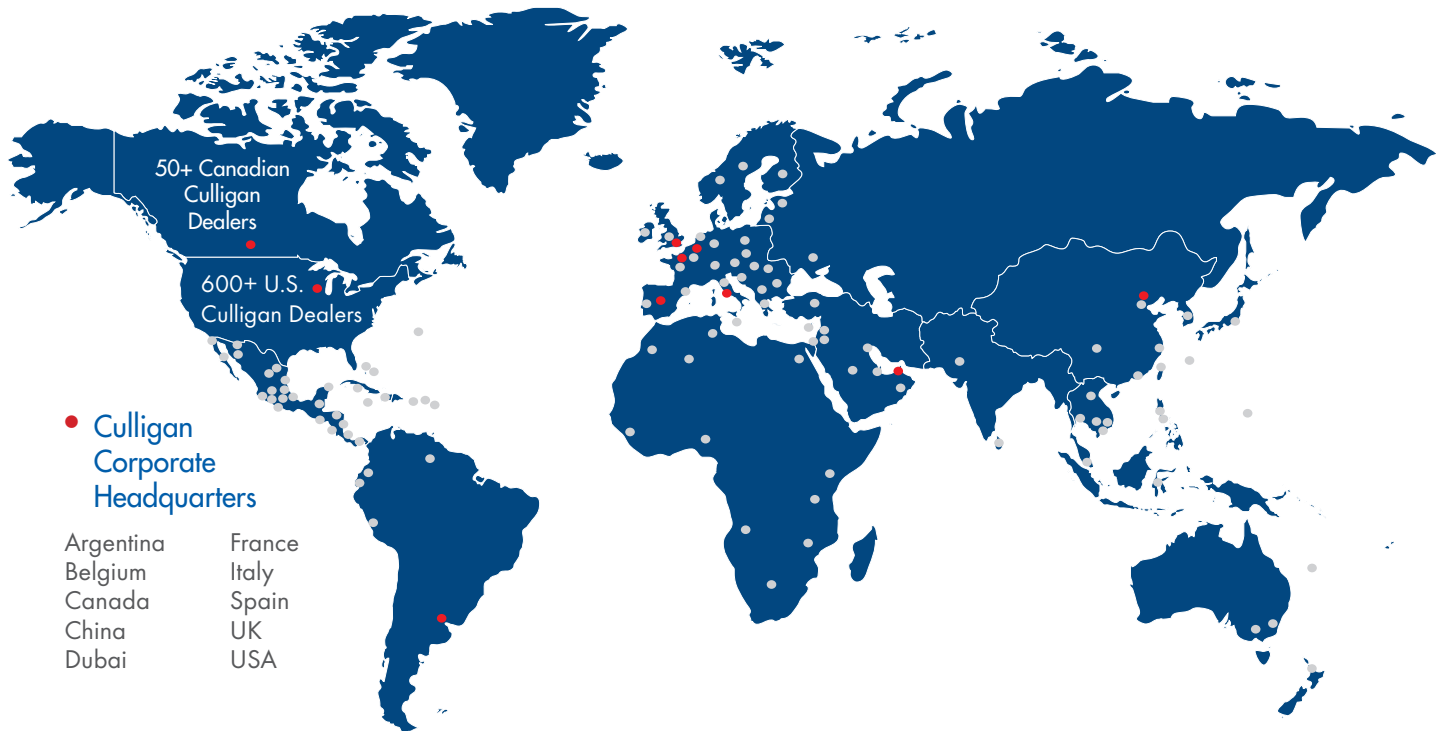 50+ Canadian
Culligan
Dealers
600+ U.S.
Culligan Dealers
Culligan
Corporate
Headquarters
Argentina
Belgium
Canada
China
Dubai
France
Italy
Spain
UK
USA